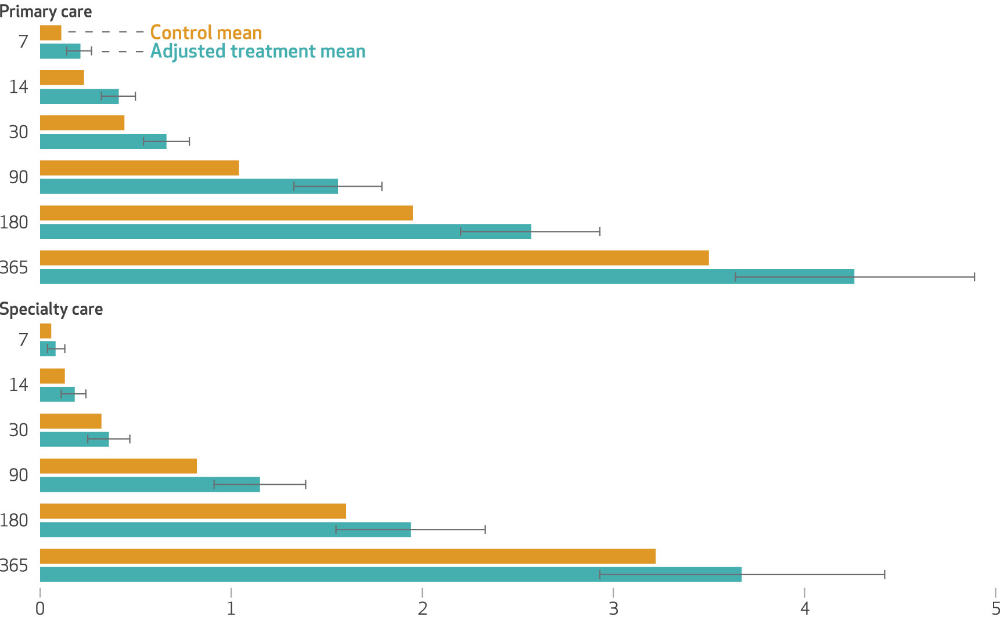 Primary care
7
Control mean
Adjusted treatment mean
14
30
90
180
365
Specialty care
7
14
30
90
180
365
0 1 2 3 4 5